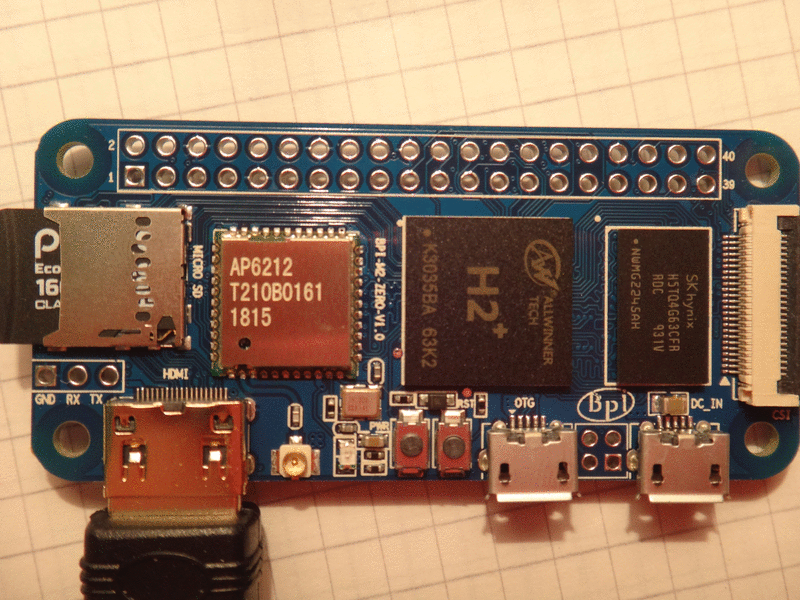 2
40
1
39
P
Eco
16
CLA
MICRO SD
AP6212
T210B0161
1815
BPI-M2-ZERO-V1.0
K3035BA 63K2
H2+
ALLWINNER
TECH
SKhynix
H5TQ4G63CFR
RDC 931V
NWMG2245AH
GND RX TX
HDMI
PWR
RST
OTG
Bpi
DC_IN
CSI